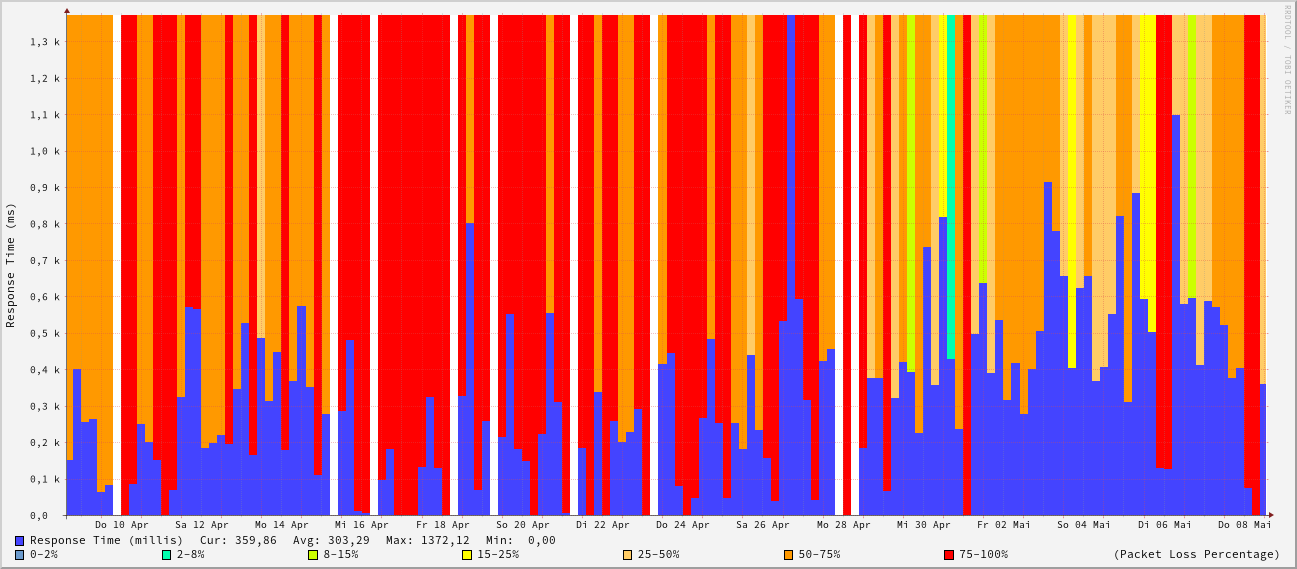 RRDTOOL / TOBI OETIKER
Response Time (ms)
1,3 k
1,2 k
1,1 k
1,0 k
0,9 k
0,8 k
0,7 k
0,6 k
0,5 k
0,4 k
0,3 k
0,2 k
0,1 k
0,0
Do 10 Apr Sa 12 Apr Mo 14 Apr Mi 16 Apr Fr 18 Apr So 20 Apr Di 22 Apr Do 24 Apr Sa 26 Apr Mo 28 Apr Mi 30 Apr Fr 02 Mai So 04 Mai Di 06 Mai Do 08 Mai
Response Time (millis) Cur: 359,86 Avg: 303,29 Max: 1372,12 Min: 0,00
0-2% 2-8% 8-15% 15-25% 25-50% 50-75% 75-100% (Packet Loss Percentage)